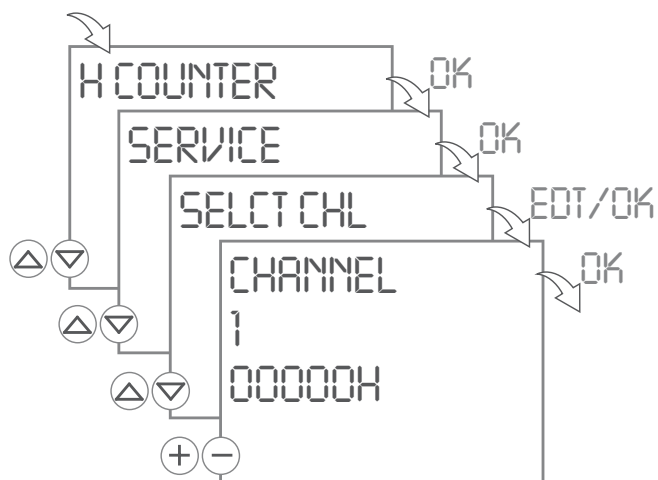 H COUNTER
OK
SERVICE
OK
SELCT CHL
EDT/OK
CHANNEL
OK
1
00000H